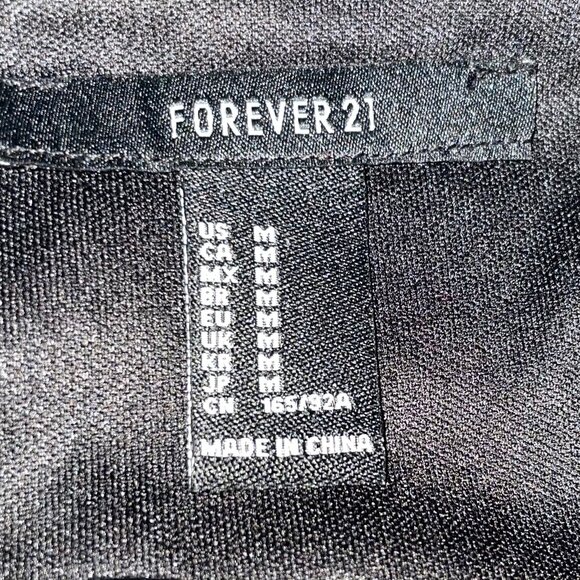 FOREVER 21
US M
CA M
MX M
BR M
EU M
UK M
KR M
JP M
CN 165/92A
MADE IN CHINA